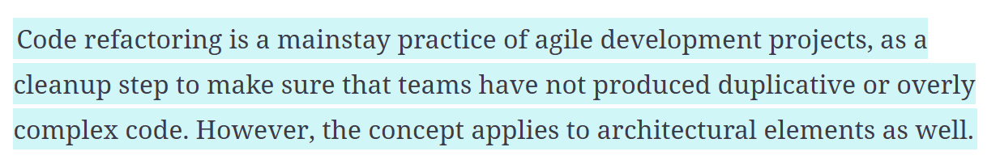 Code refactoring is a mainstay practice of agile development projects, as a
cleanup step to make sure that teams have not produced duplicative or overly
complex code. However, the concept applies to architectural elements as well.